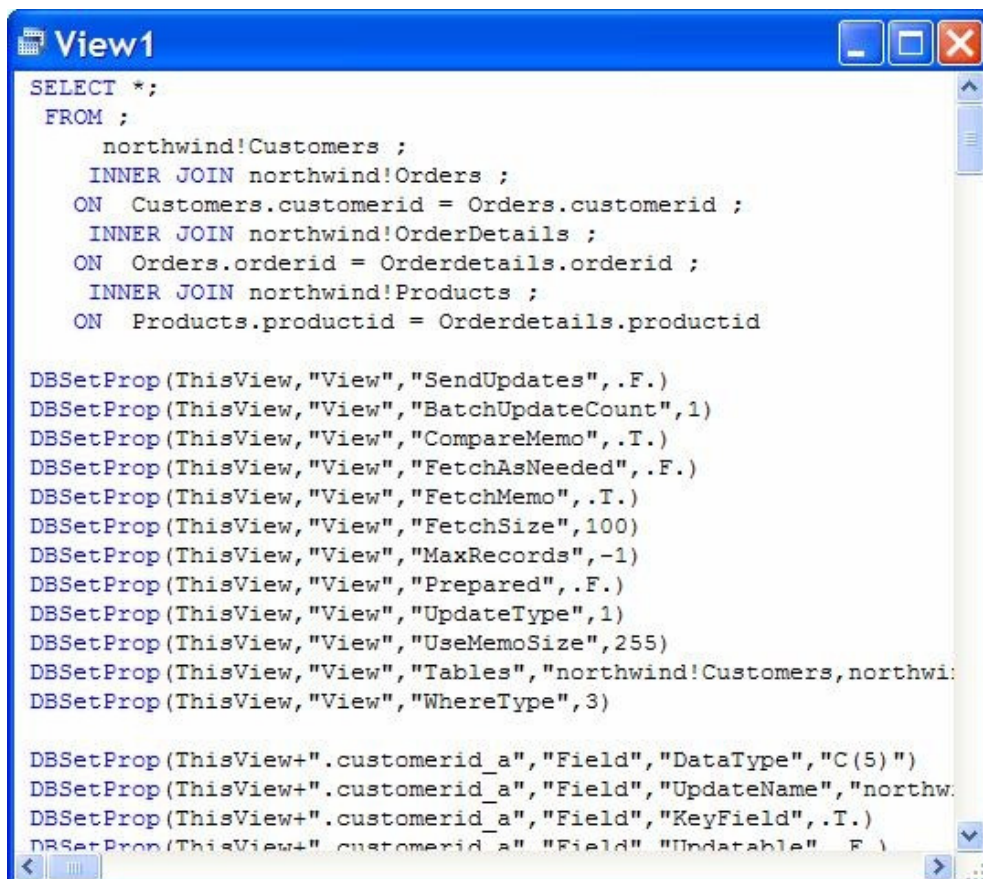 View1
SELECT *;
FROM ;
northwind!Customers ;
INNER JOIN northwind!Orders ;
ON Customers.customerid = Orders.customerid ;
INNER JOIN northwind!OrderDetails ;
ON Orders.orderid = Orderdetails.orderid ;
INNER JOIN northwind!Products ;
ON Products.productid = Orderdetails.productid
DBSetProp(ThisView,"View","SendUpdates",.F.)
DBSetProp(ThisView,"View","BatchUpdateCount",1)
DBSetProp(ThisView,"View","CompareMemo",.T.)
DBSetProp(ThisView,"View","FetchAsNeeded",.F.)
DBSetProp(ThisView,"View","FetchMemo",.T.)
DBSetProp(ThisView,"View","FetchSize",100)
DBSetProp(ThisView,"View","MaxRecords",-1)
DBSetProp(ThisView,"View","Prepared",.F.)
DBSetProp(ThisView,"View","UpdateType",1)
DBSetProp(ThisView,"View","UseMemoSize",255)
DBSetProp(ThisView,"View","Tables","northwind!Customers,northwi
DBSetProp(ThisView,"View","WhereType",3)
DBSetProp(ThisView+".customerid_a","Field","DataType","C(5)")
DBSetProp(ThisView+".customerid_a","Field","UpdateName","northw
DBSetProp(ThisView+".customerid_a","Field","KeyField",.T.)
DBSetProp(ThisView+".customerid_a","Field","Updatable",.F.)